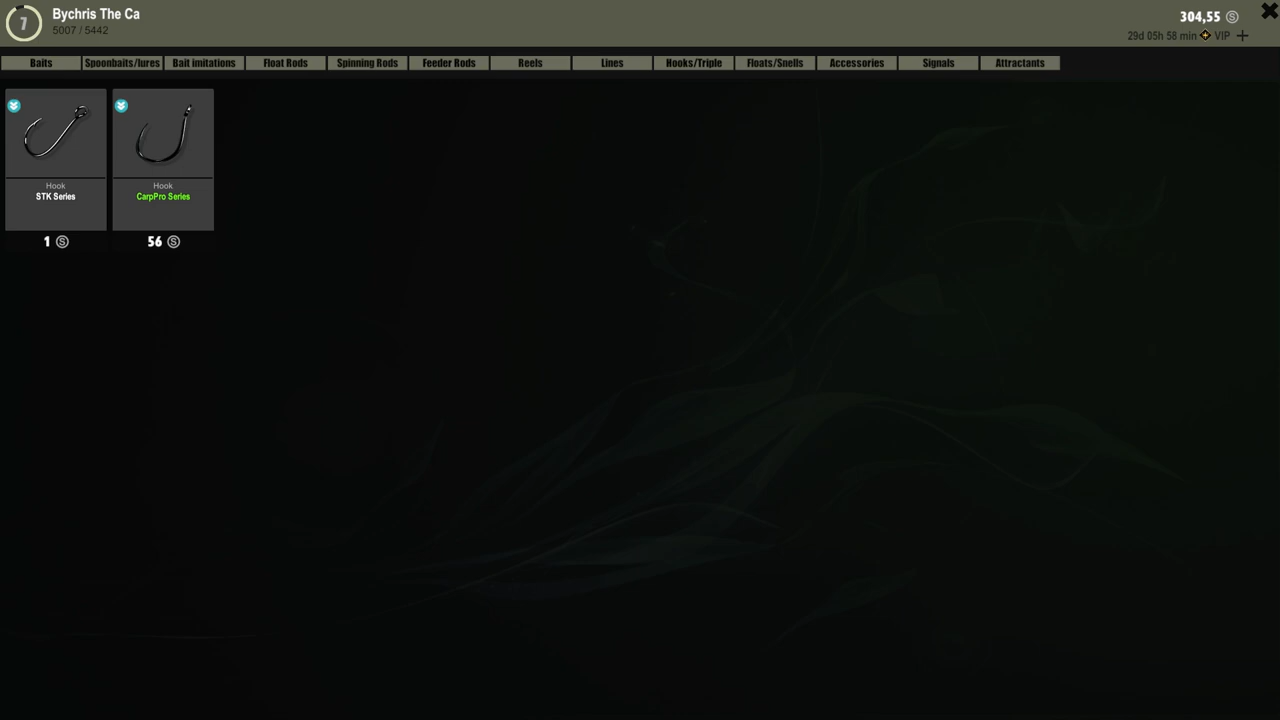 7
Bychris The Ca
5007 / 5442
304,55 S
29d 05h 58 min VIP +
Baits Spoonbaits/lures Bait imitations Float Rods Spinning Rods Feeder Rods Reels Lines Hooks/Triple Floats/Snells Accessories Signals Attractants
Hook
STK Series
1 S
Hook
CarpPro Series
56 S